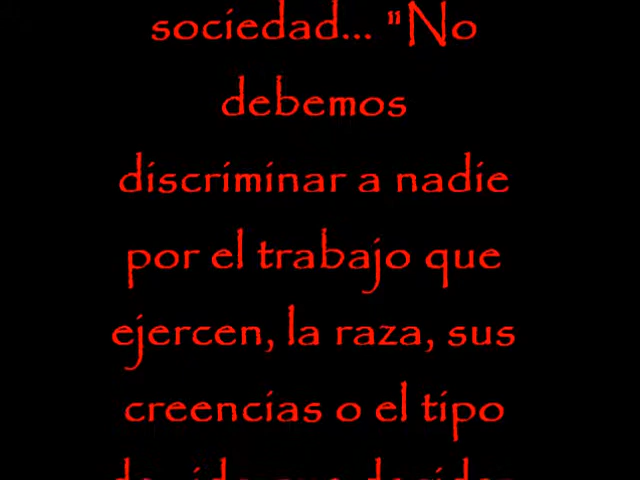 sociedad... "No
debemos
discriminar a nadie
por el trabajo que
ejercen, la raza, sus
creencias o el tipo